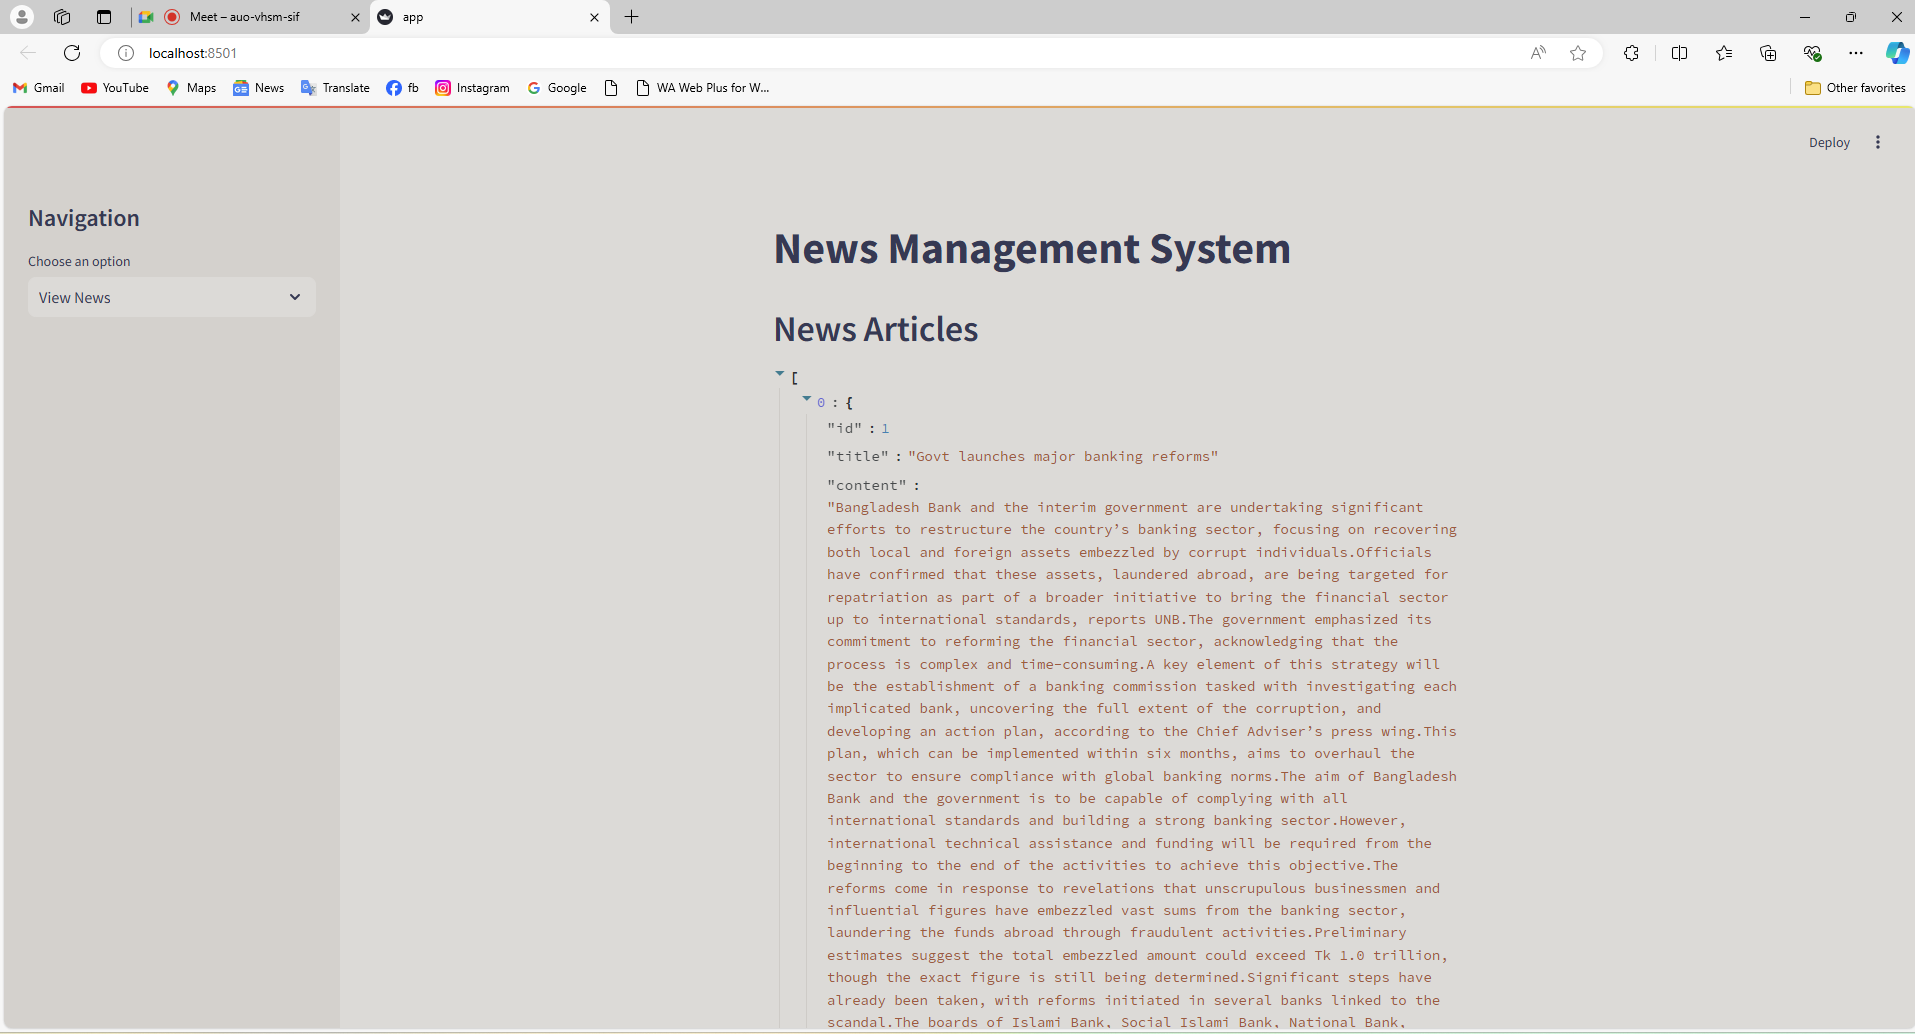 Meet – auo-vhsm-sif
app
localhost:8501
Gmail
YouTube
Maps
News
Translate
fb
Instagram
Google
WA Web Plus for W...
Other favorites
Deploy
Navigation
Choose an option
View News
News Management System
News Articles
[
0 : {
"id" : 1
"title" : "Govt launches major banking reforms"
"content" :
"Bangladesh Bank and the interim government are undertaking significant
efforts to restructure the country’s banking sector, focusing on recovering
both local and foreign assets embezzled by corrupt individuals.Officials
have confirmed that these assets, laundered abroad, are being targeted for
repatriation as part of a broader initiative to bring the financial sector
up to international standards, reports UNB.The government emphasized its
commitment to reforming the financial sector, acknowledging that the
process is complex and time-consuming.A key element of this strategy will
be the establishment of a banking commission tasked with investigating each
implicated bank, uncovering the full extent of the corruption, and
developing an action plan, according to the Chief Adviser’s press wing.This
plan, which can be implemented within six months, aims to overhaul the
sector to ensure compliance with global banking norms.The aim of Bangladesh
Bank and the government is to be capable of complying with all
international standards and building a strong banking sector.However,
international technical assistance and funding will be required from the
beginning to the end of the activities to achieve this objective.The
reforms come in response to revelations that unscrupulous businessmen and
influential figures have embezzled vast sums from the banking sector,
laundering the funds abroad through fraudulent activities.Preliminary
estimates suggest the total embezzled amount could exceed Tk 1.0 trillion,
though the exact figure is still being determined.Significant steps have
already been taken, with reforms initiated in several banks linked to the
scandal.The boards of Islami Bank, Social Islami Bank, National Bank,